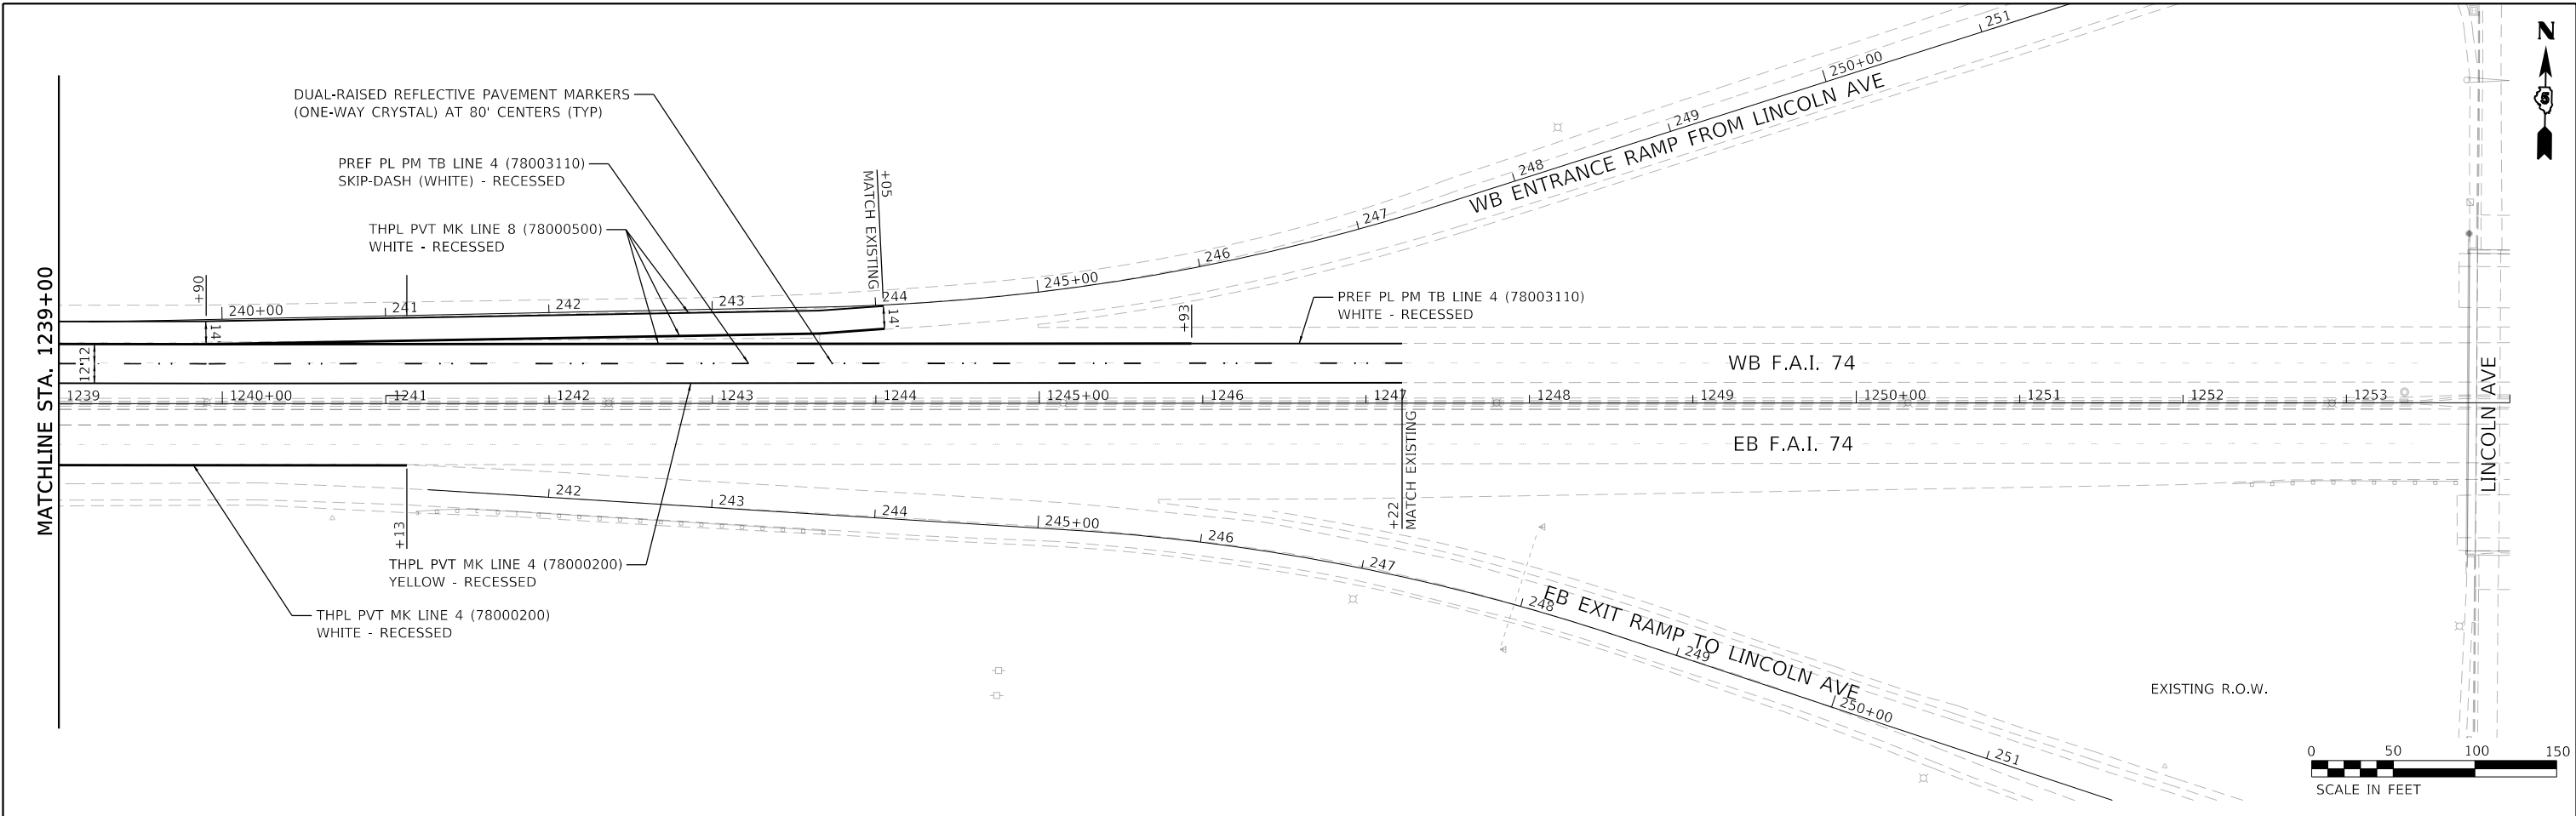 DUAL-RAISED REFLECTIVE PAVEMENT MARKERS
(ONE-WAY CRYSTAL) AT 80' CENTERS (TYP)
PREF PL PM TB LINE 4 (78003110)
SKIP-DASH (WHITE) - RECESSED
THPL PVT MK LINE 8 (78000500)
WHITE - RECESSED
MATCHLINE STA. 1239+00
+90
14'
240+00
241
242
243
244
245+00
246
247
248
249
250+00
251
+05
MATCH EXISTING
14'
WB ENTRANCE RAMP FROM LINCOLN AVE
N
5
+93
PREF PL PM TB LINE 4 (78003110)
WHITE - RECESSED
12'
12'
WB F.A.I. 74
1239
1240+00
1241
1242
1243
1244
1245+00
1246
1247
1248
1249
1250+00
1251
1252
1253
EB F.A.I. 74
LINCOLN AVE
+22
MATCH EXISTING
+13
242
243
244
245+00
246
247
248
249
250+00
251
EB EXIT RAMP TO LINCOLN AVE
THPL PVT MK LINE 4 (78000200)
YELLOW - RECESSED
THPL PVT MK LINE 4 (78000200)
WHITE - RECESSED
EXISTING R.O.W.
0 50 100 150
SCALE IN FEET